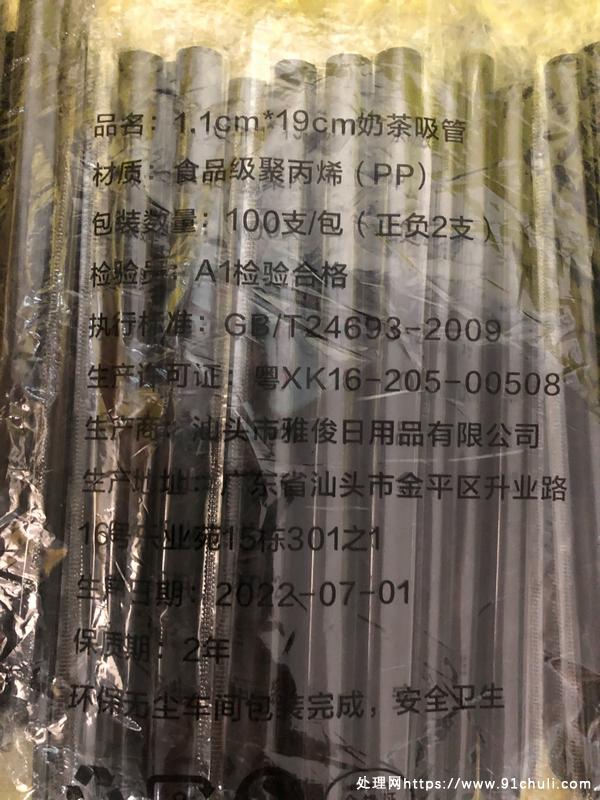 品名：1.1cm*19cm奶茶吸管
材质：食品级聚丙烯（PP）
包装数量：100支/包（正负2支）
检验员：A1检验合格
执行标准：GB/T24693-2009
生产许可证：粤XK16-205-00508
生产商：汕头市雅俊日用品有限公司
生产地址：广东省汕头市金平区升业路
16号乐业苑15栋301之1
生产日期：2022-07-01
保质期：2年
环保无尘车间包装完成，安全卫生
处理网https://www.91chuli.com